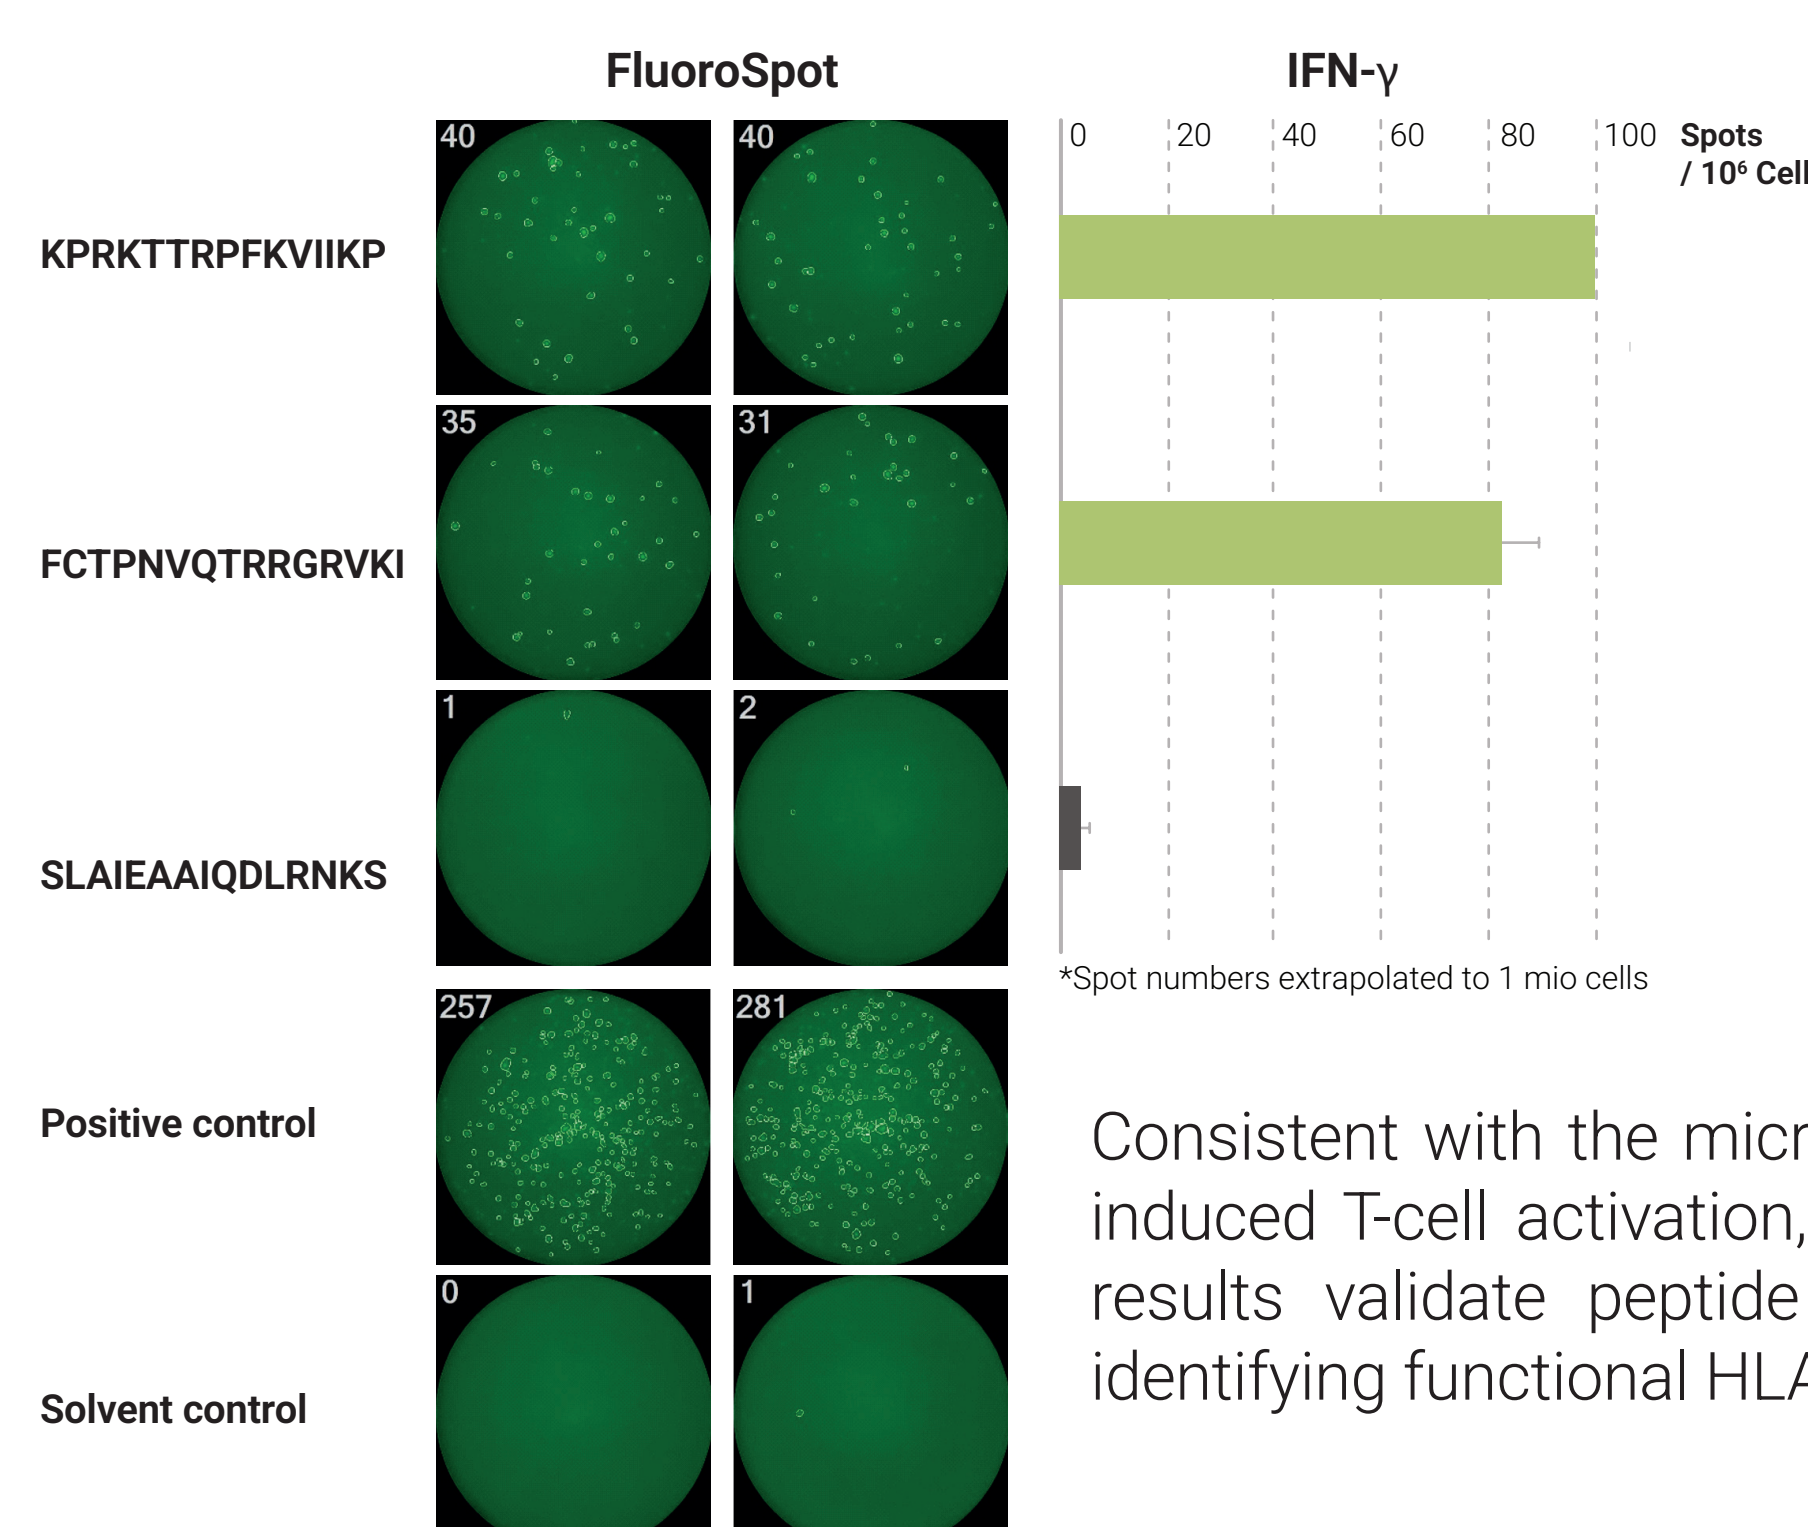 FluoroSpot
IFN-γ
40
40
0 20 40 60 80 100 Spots
/ 10⁶ Cell
KPRKTTRPFKVIIKP
35
31
FCTPNVQTRRGRVKI
1
2
SLAIEAAIQDLRNKS
*Spot numbers extrapolated to 1 mio cells
257
281
Positive control
0
1
Solvent control
Consistent with the micr
induced T-cell activation,
results validate peptide
identifying functional HLA